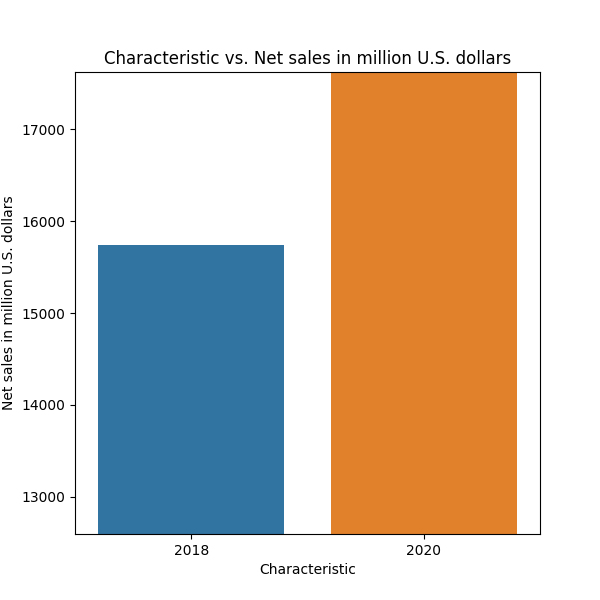 Characteristic vs. Net sales in million U.S. dollars
Net sales in million U.S. dollars
17000
16000
15000
14000
13000
2018 2020
Characteristic